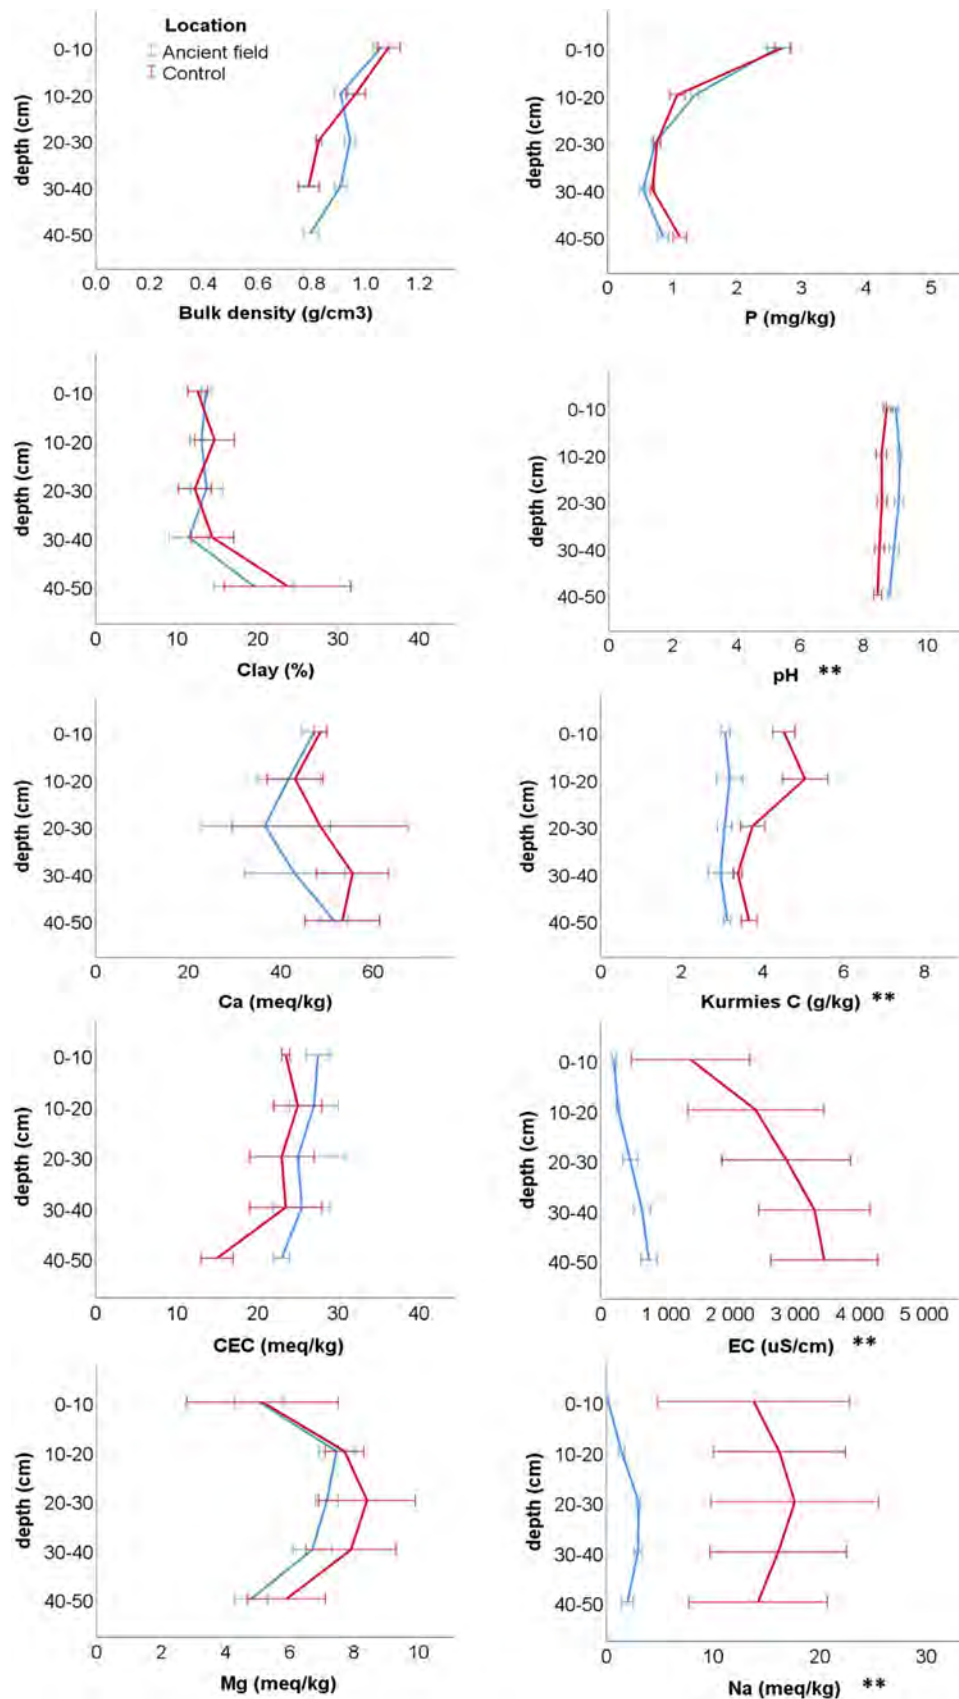 Location
Ancient field
Control
depth (cm)
0-10
10-20
20-30
30-40
40-50
0.0 0.2 0.4 0.6 0.8 1.0 1.2
Bulk density (g/cm3)
depth (cm)
0-10
10-20
20-30
30-40
40-50
0 1 2 3 4 5
P (mg/kg)
depth (cm)
0-10
10-20
20-30
30-40
40-50
0 10 20 30 40
Clay (%)
depth (cm)
0-10
10-20
20-30
30-40
40-50
0 2 4 6 8 10
pH **
depth (cm)
0-10
10-20
20-30
30-40
40-50
0 20 40 60
Ca (meq/kg)
depth (cm)
0-10
10-20
20-30
30-40
40-50
0 2 4 6 8
Kurmies C (g/kg) **
depth (cm)
0-10
10-20
20-30
30-40
40-50
0 10 20 30 40
CEC (meq/kg)
depth (cm)
0-10
10-20
20-30
30-40
40-50
0 1 000 2 000 3 000 4 000 5 000
EC (uS/cm) **
depth (cm)
0-10
10-20
20-30
30-40
40-50
0 2 4 6 8 10
Mg (meq/kg)
depth (cm)
0-10
10-20
20-30
30-40
40-50
0 10 20 30
Na (meq/kg) **